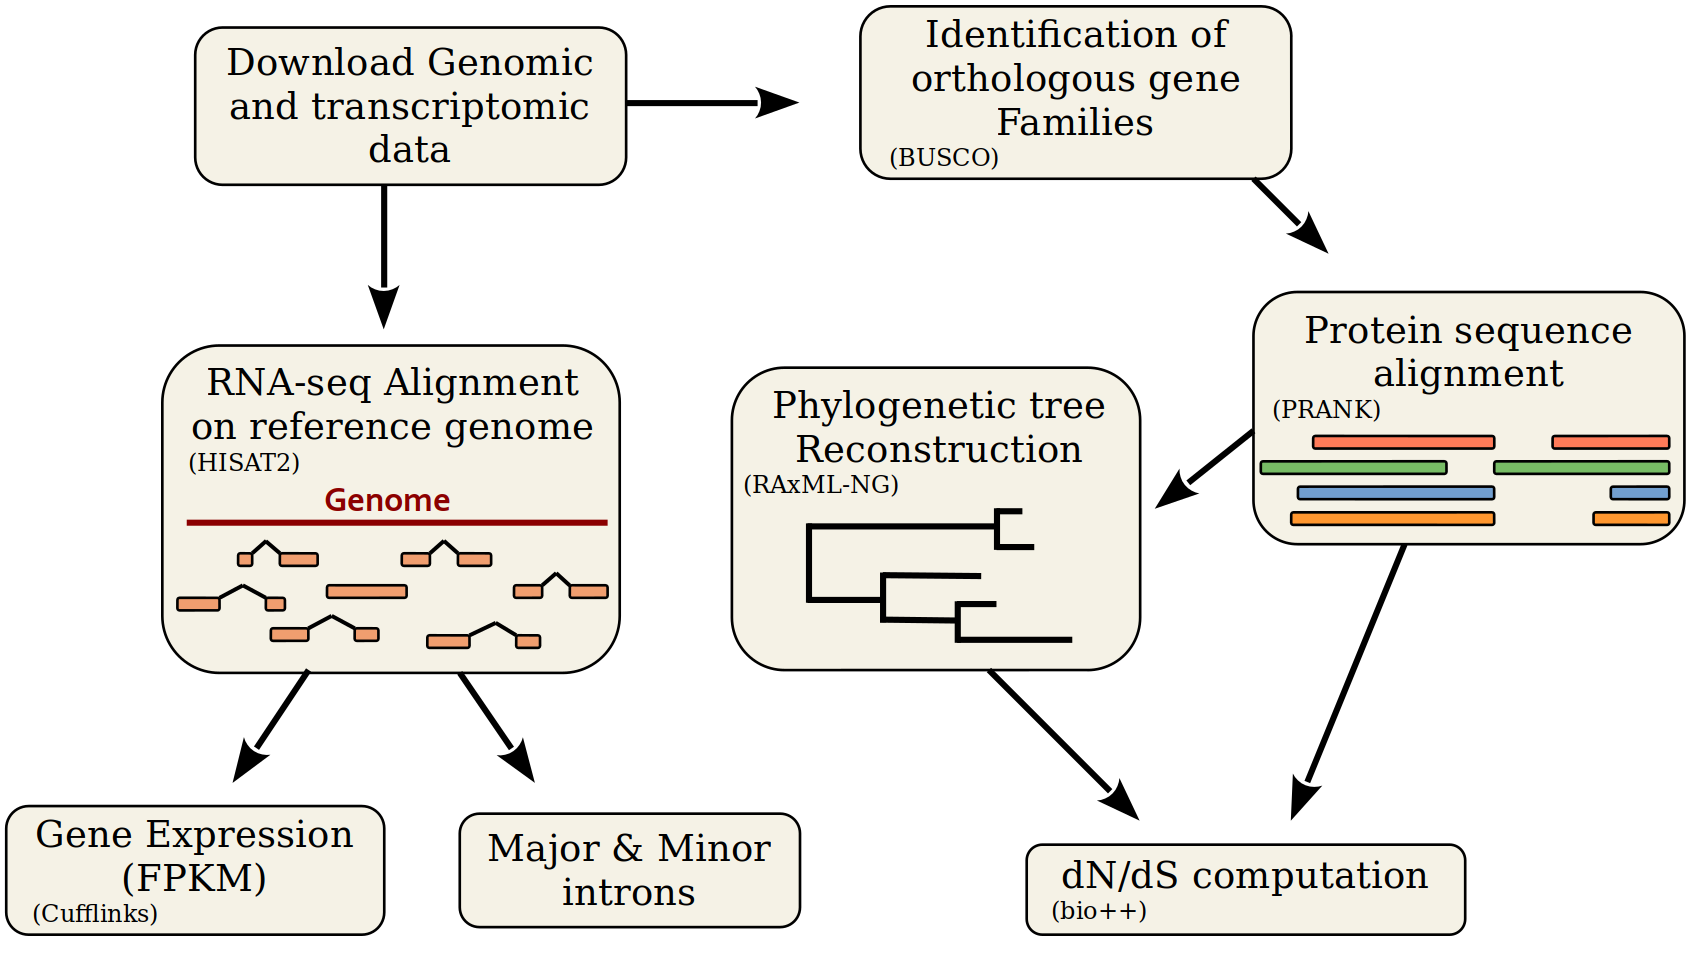 Download Genomic
and transcriptomic
data
Identification of
orthologous gene
Families
(BUSCO)
RNA-seq Alignment
on reference genome
(HISAT2)
Genome
Phylogenetic tree
Reconstruction
(RAxML-NG)
Protein sequence
alignment
(PRANK)
Gene Expression
(FPKM)
(Cufflinks)
Major & Minor
introns
dN/dS computation
(bio++)